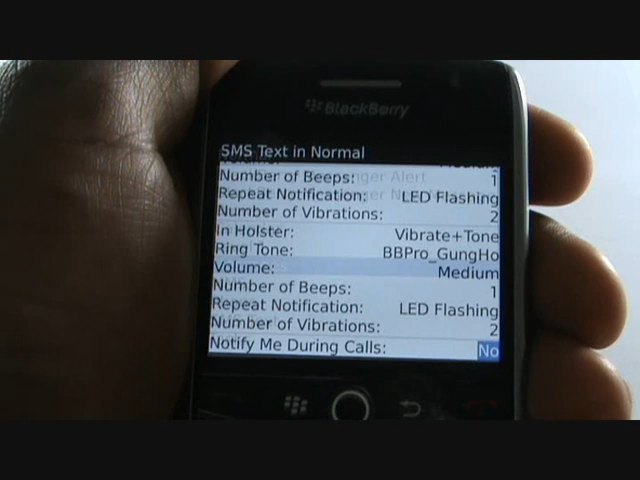 BlackBerry
SMS Text in Normal
Number of Beeps: 1
Repeat Notification: LED Flashing
Number of Vibrations: 2
In Holster: Vibrate+Tone
Ring Tone: BBPro_GungHo
Volume: Medium
Number of Beeps: 1
Repeat Notification: LED Flashing
Number of Vibrations: 2
Notify Me During Calls: No